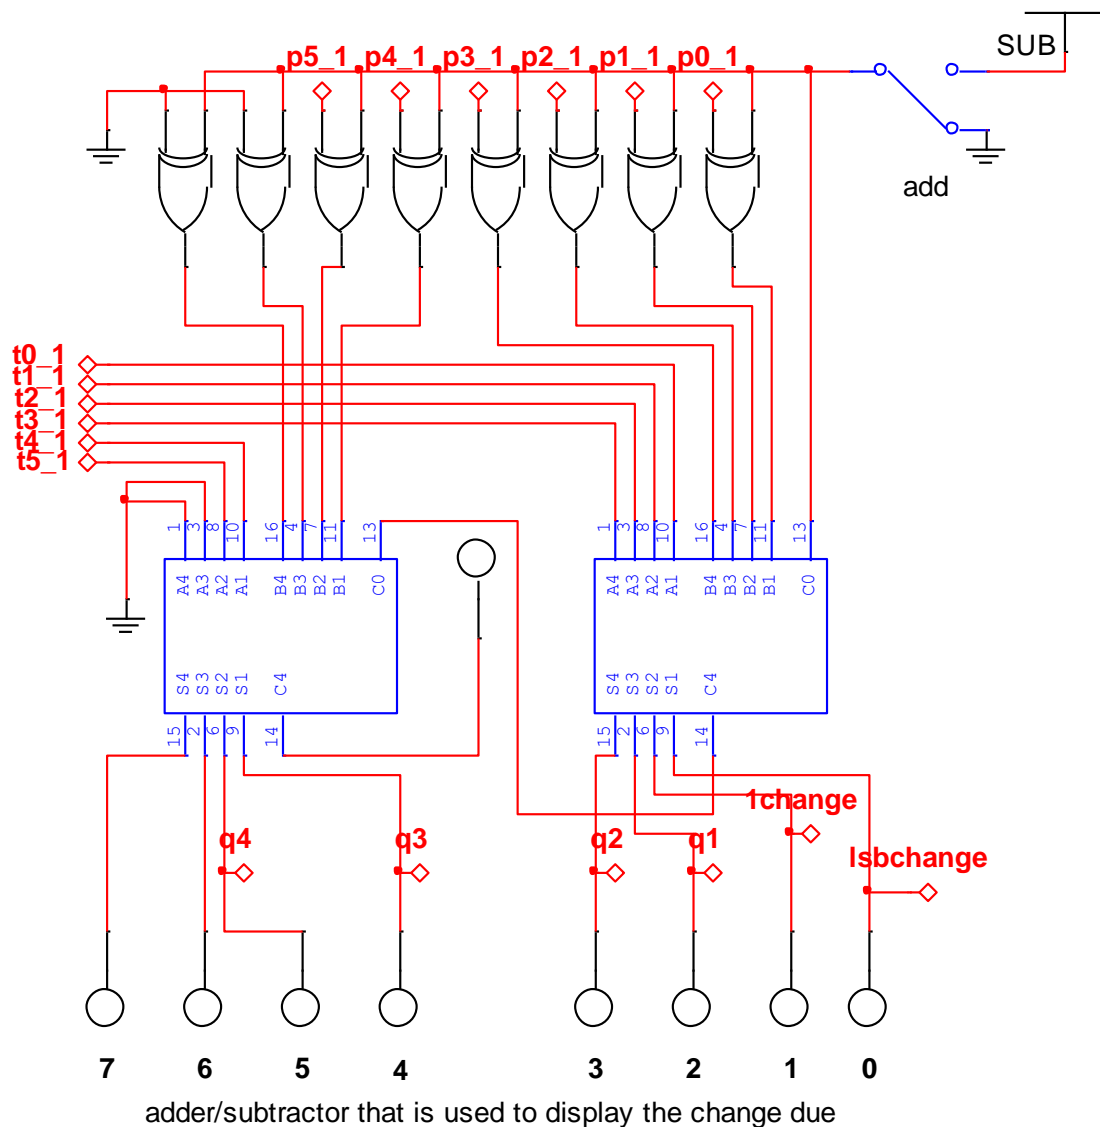 SUB
p5_1 p4_1 p3_1 p2_1 p1_1 p0_1
add
t0_1
t1_1
t2_1
t3_1
t4_1
t5_1
1 3 8 10 16 4 7 11 13
A4 A3 A2 A1 B4 B3 B2 B1 C0
S4 S3 S2 S1 C4
15 2 6 9 14
1 3 8 10 16 4 7 11 13
A4 A3 A2 A1 B4 B3 B2 B1 C0
S4 S3 S2 S1 C4
15 2 6 9 14
1change
q4 q3 q2 q1
lsbchange
7 6 5 4 3 2 1 0
adder/subtractor that is used to display the change due